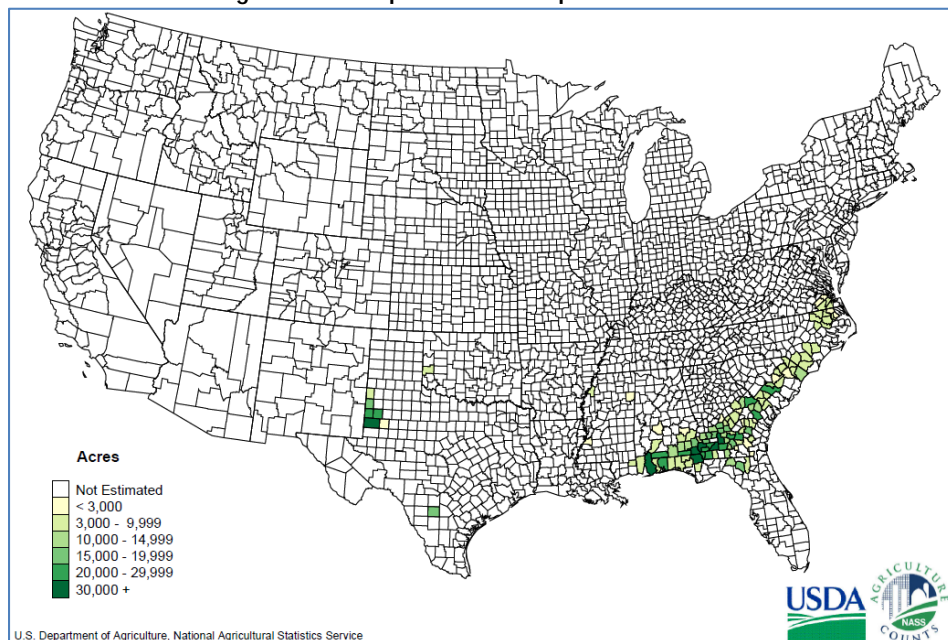 Acres
Not Estimated
< 3,000
3,000 - 9,999
10,000 - 14,999
15,000 - 19,999
20,000 - 29,999
30,000 +
USDA
AGRICULTURE
NASS
COUNTS
U.S. Department of Agriculture, National Agricultural Statistics Service